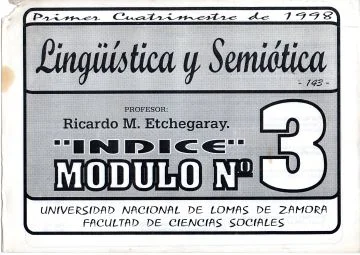 Primer Cuatrimestre de 1998
Lingüística y Semiótica
- 143 -
PROFESOR:
Ricardo M. Etchegaray.
"INDICE"
MODULO Nº 3
UNIVERSIDAD NACIONAL DE LOMAS DE ZAMORA
FACULTAD DE CIENCIAS SOCIALES